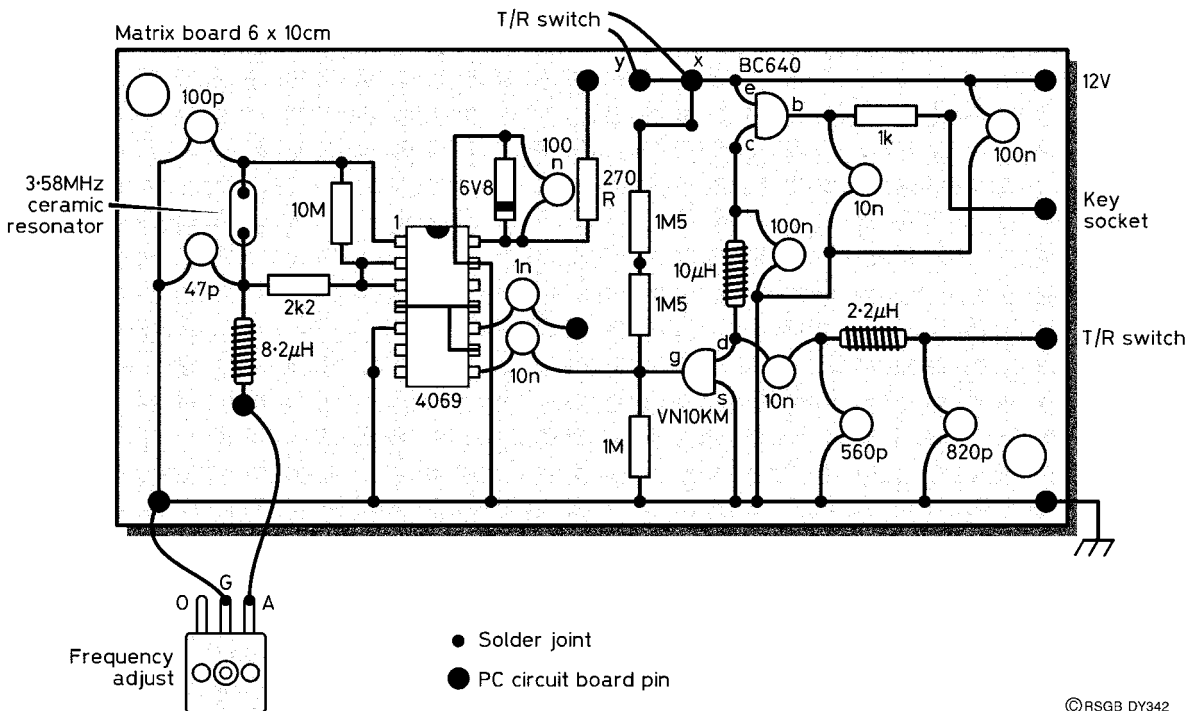 T/R switch
Matrix board 6 x 10cm
y
x
BC640
12V
100p
e
b
c
1k
100n
3·58MHz
ceramic
resonator
10M
1
6V8
100
n
270
R
1M5
10n
Key
socket
47p
2k2
1n
1M5
10µH
100n
2·2µH
T/R switch
8·2µH
10n
g
d
s
10n
4069
VN10KM
1M
560p
820p
O
G
A
Frequency
adjust
Solder joint
PC circuit board pin
©RSGB DY342